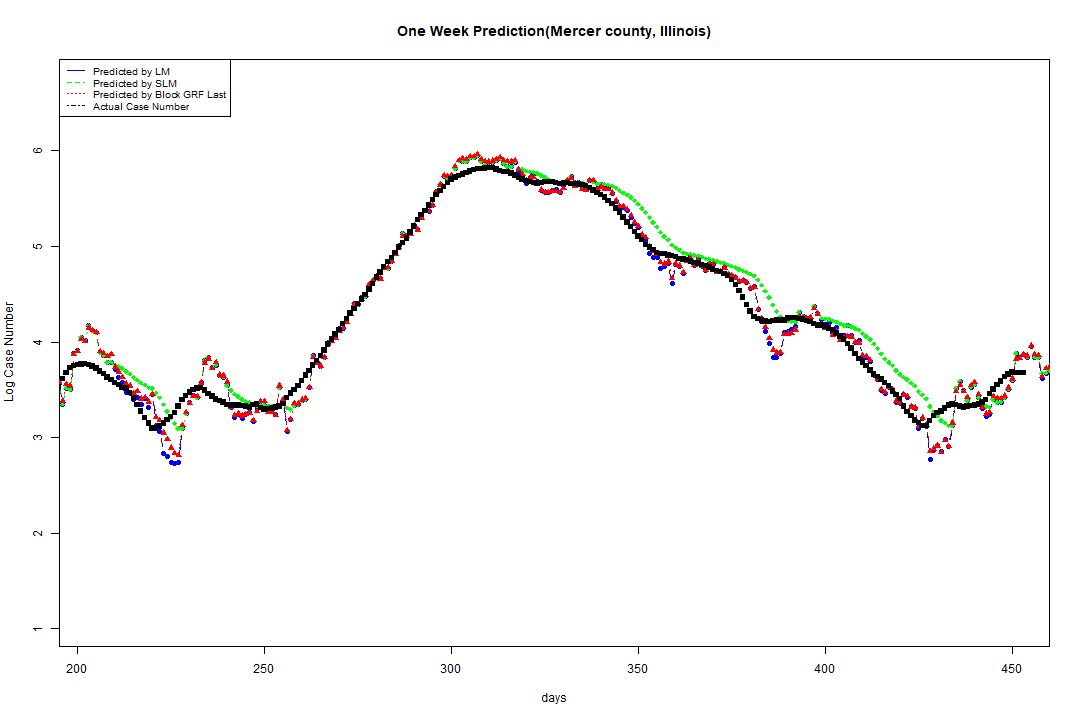 One Week Prediction(Mercer county, Illinois)
Predicted by LM
Predicted by SLM
Predicted by Block GRF Last
Actual Case Number
6
5
4
3
2
1
Log Case Number
200 250 300 350 400 450
days